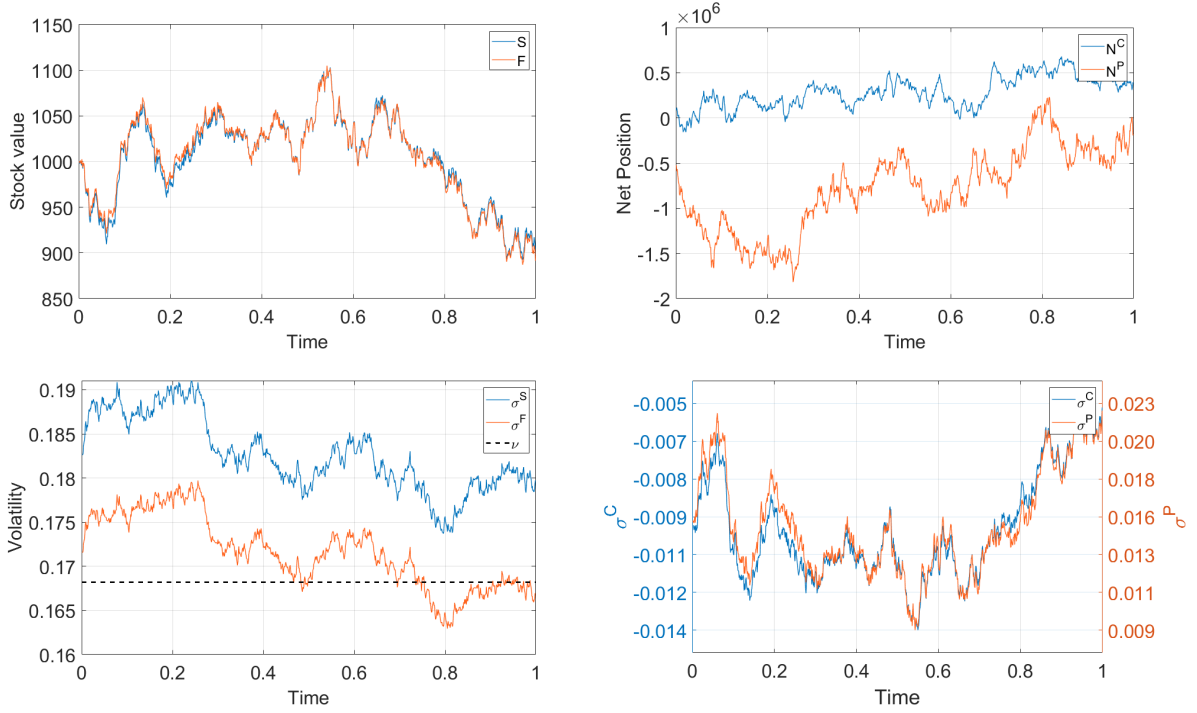 1150
1100
1050
1000
950
900
850
Stock value
0 0.2 0.4 0.6 0.8 1
Time
S
F
×10⁶
1
0.5
0
-0.5
-1
-1.5
-2
Net Position
0 0.2 0.4 0.6 0.8 1
Time
N^C
N^P
0.19
0.185
0.18
0.175
0.17
0.165
0.16
Volatility
0 0.2 0.4 0.6 0.8 1
Time
σ^S
σ^F
ν
-0.005
-0.007
-0.008
-0.009
-0.011
-0.012
-0.014
σ^C
0 0.2 0.4 0.6 0.8 1
Time
σ^C
σ^P
0.023
0.020
0.018
0.016
0.013
0.011
0.009
σ^P